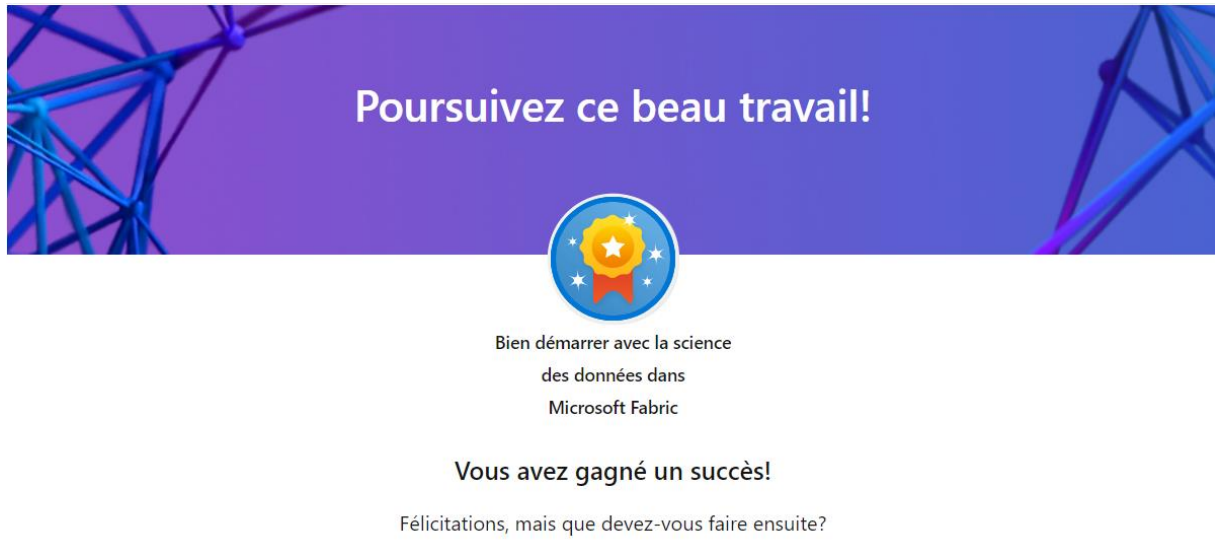 Poursuivez ce beau travail!
Bien démarrer avec la science
des données dans
Microsoft Fabric
Vous avez gagné un succès!
Félicitations, mais que devez-vous faire ensuite?